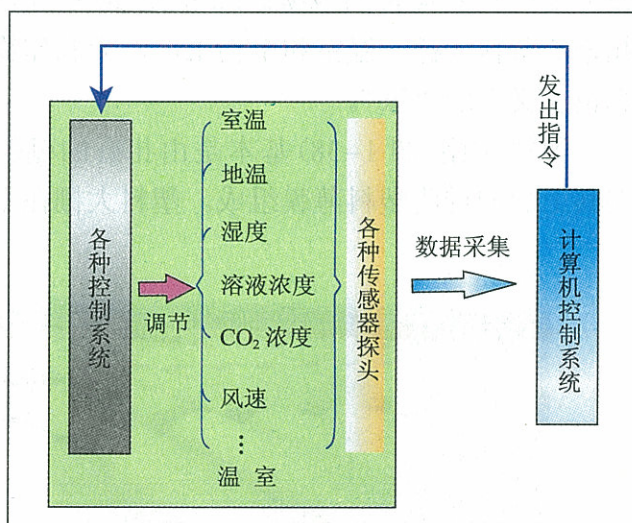 发出指令
各种控制系统
调节
室温
地温
湿度
溶液浓度
CO₂ 浓度
风速
⋮
温室
各种传感器探头
数据采集
计算机控制系统